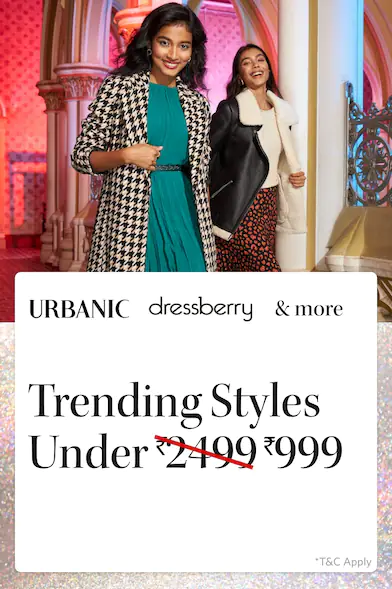 URBANIC dressberry & more
Trending Styles
Under ₹2499 ₹999
*T&C Apply